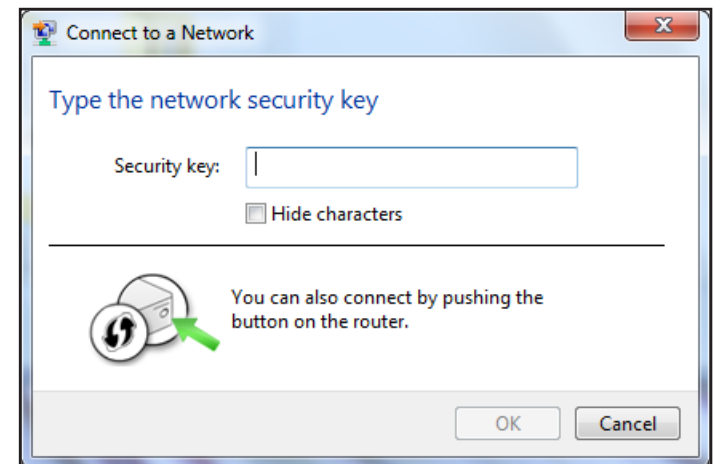 Connect to a Network
Type the network security key
Security key:
Hide characters
You can also connect by pushing the
button on the router.
OK
Cancel